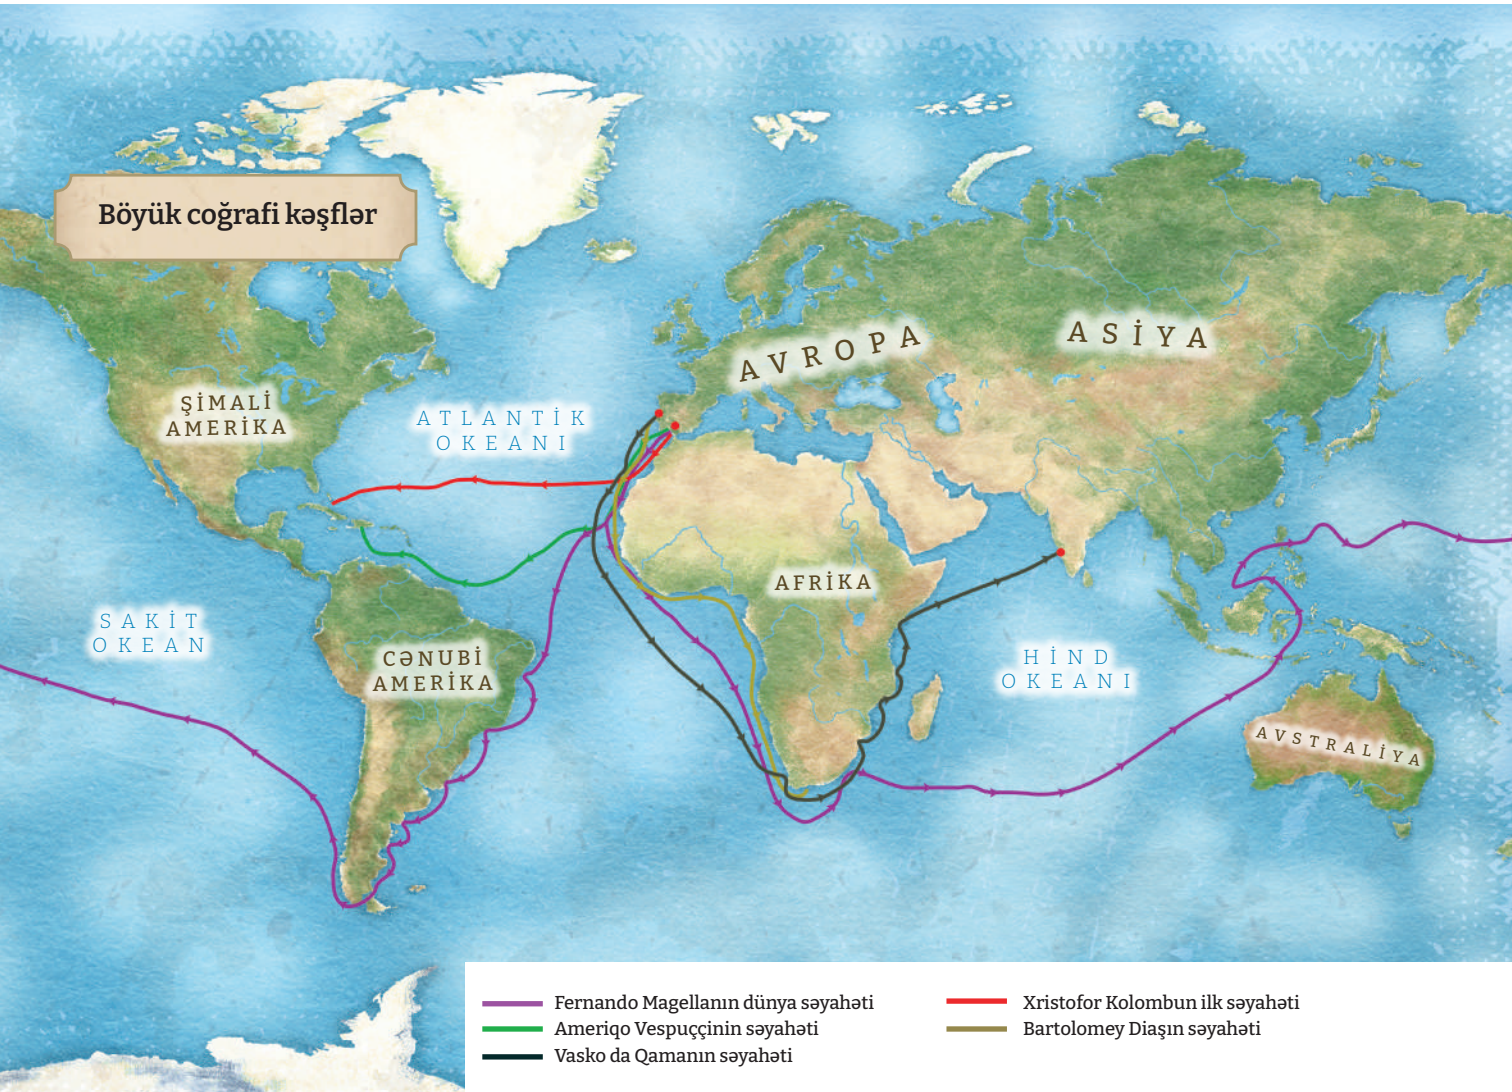 Böyük coğrafi kəşflər
AVROPA
ASİYA
ŞİMALİ
AMERİKA
ATLANTİK
OKEANI
AFRİKA
SAKİT
OKEAN
CƏNUBİ
AMERİKA
HİND
OKEANI
AVSTRALİYA
Fernando Magellanın dünya səyahəti
Ameriqo Vespuççinin səyahəti
Vasko da Qamanın səyahəti
Xristofor Kolombun ilk səyahəti
Bartolomey Diaşın səyahəti